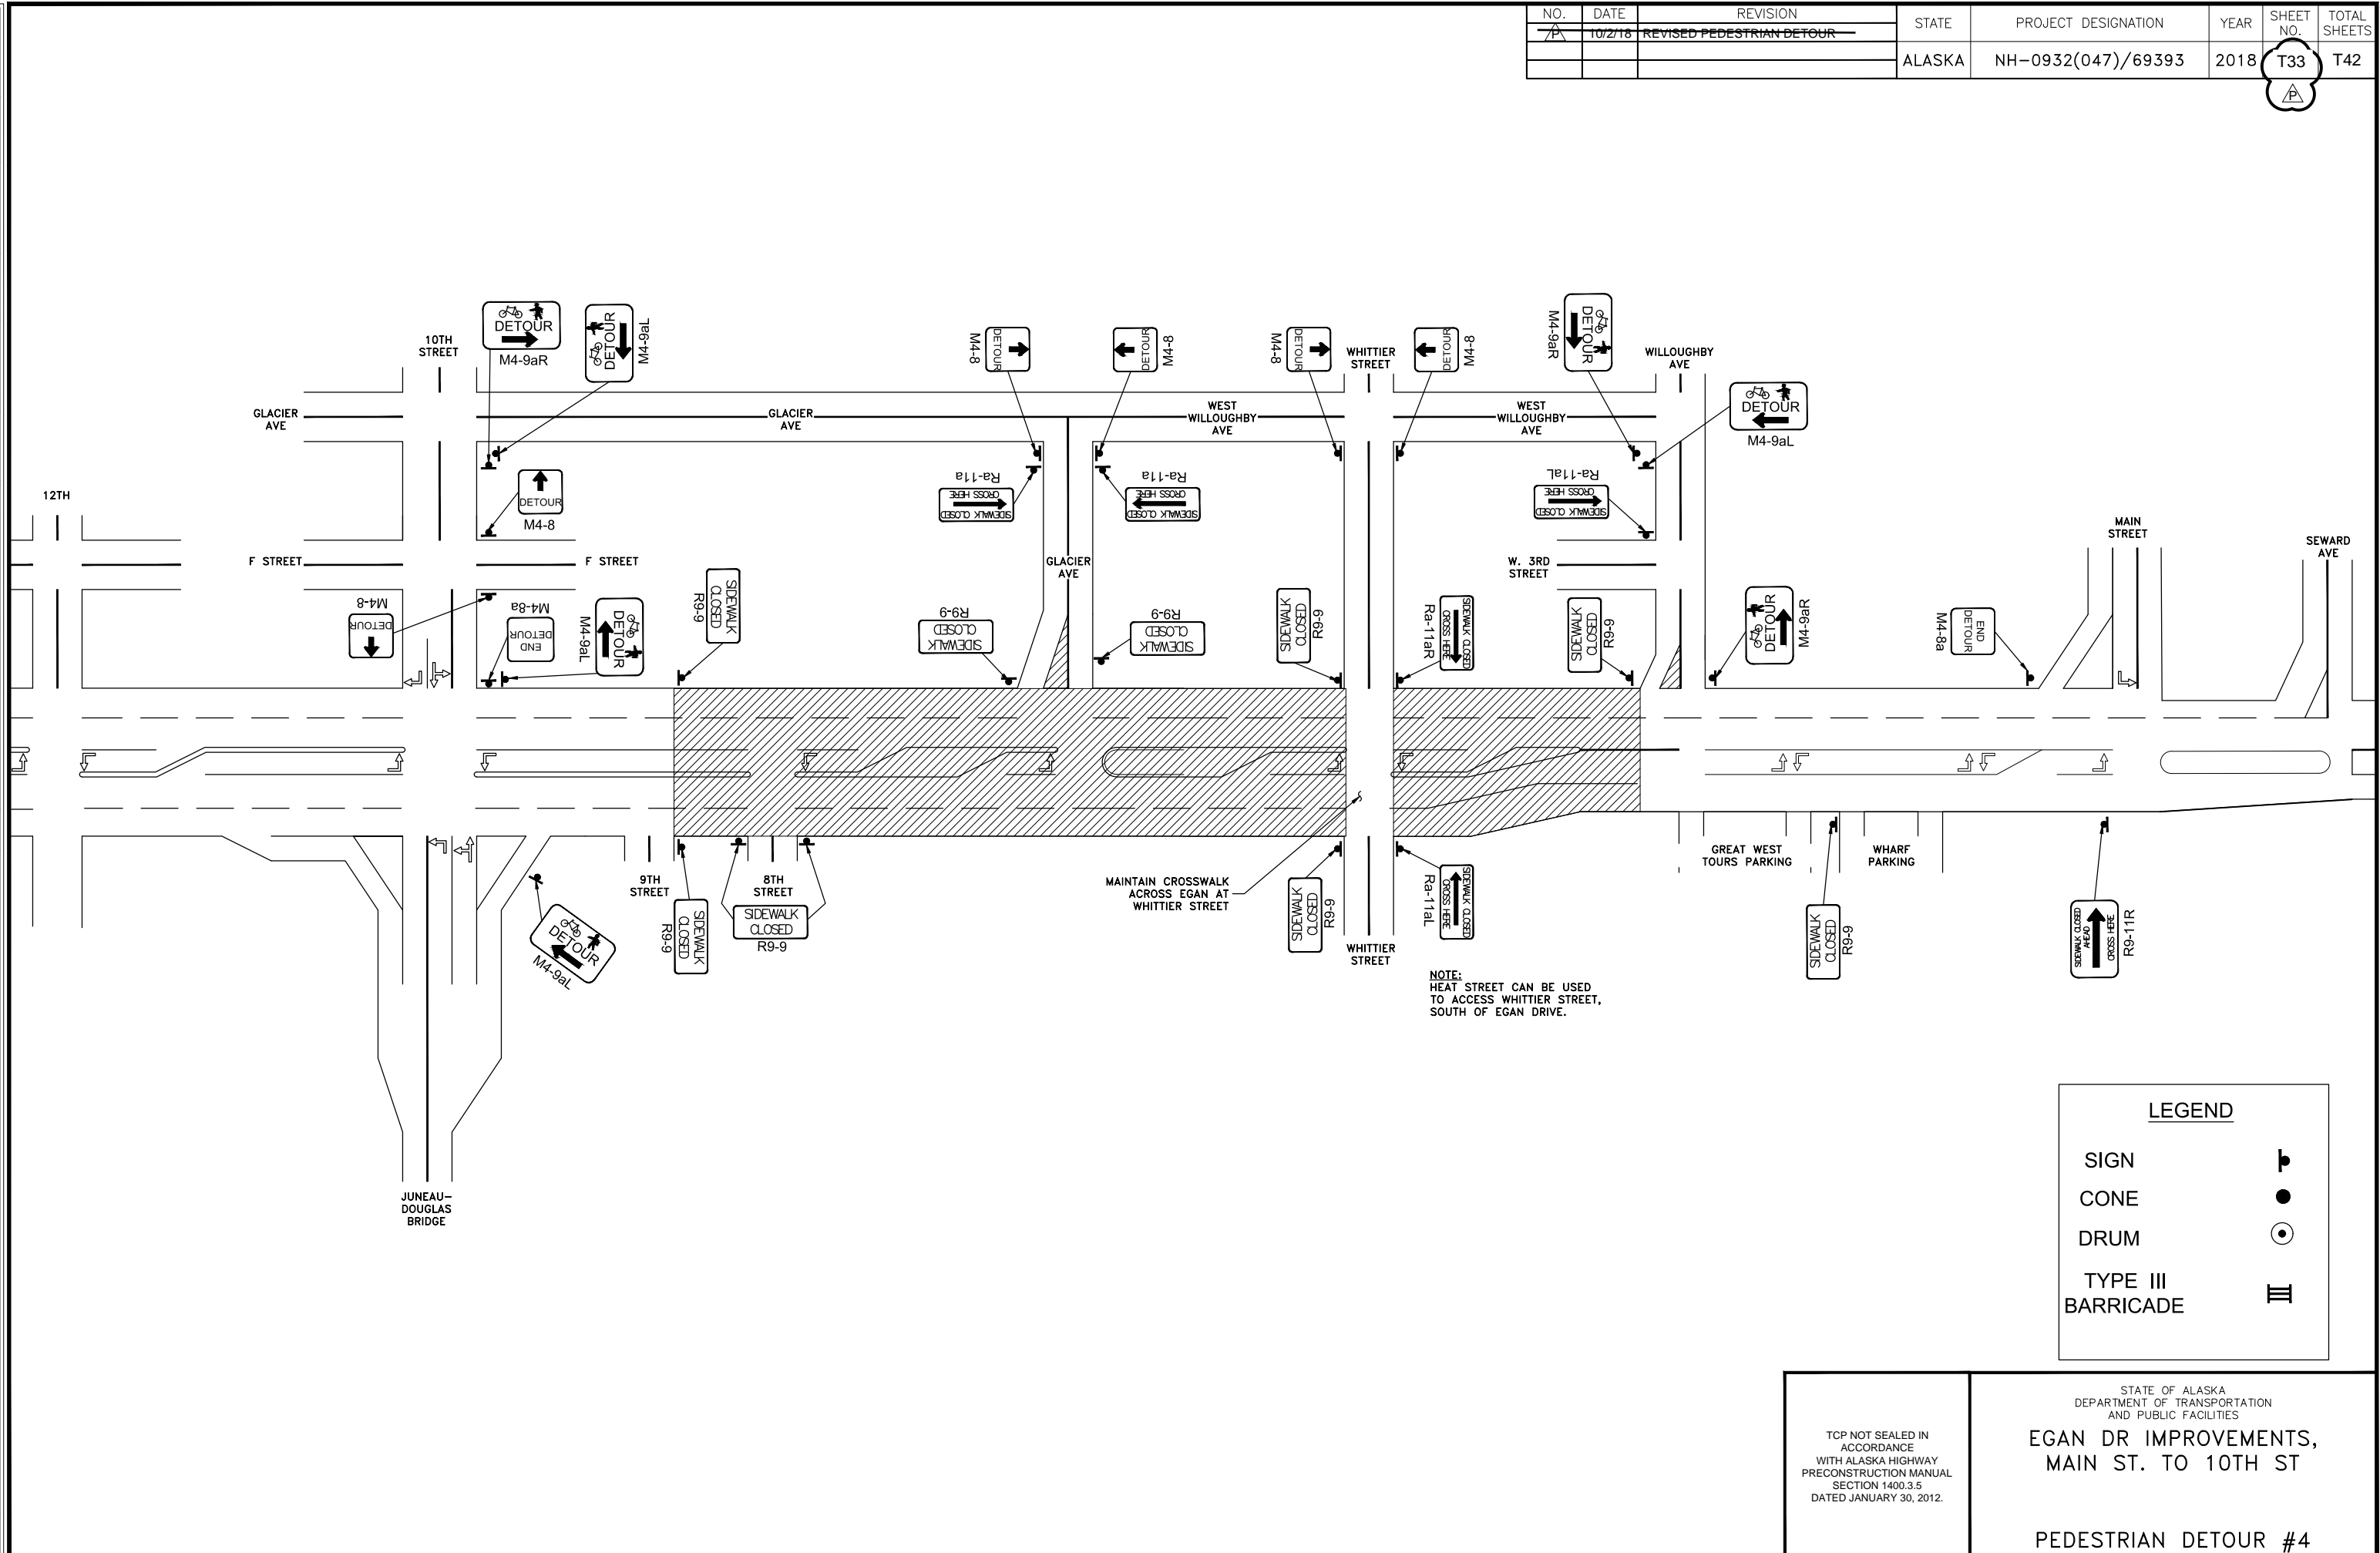 NO. DATE REVISION STATE PROJECT DESIGNATION YEAR SHEET NO. TOTAL SHEETS
P 10/2/18 REVISED PEDESTRIAN DETOUR
ALASKA NH-0932(047)/69393 2018 T33 T42
P
10TH
STREET
DETOUR
M4-9aR
DETOUR
M4-9aL
M4-8
DETOUR
DETOUR
M4-8
M4-8
DETOUR
WHITTIER
STREET
DETOUR
M4-8
M4-9aR
DETOUR
WILLOUGHBY
AVE
DETOUR
M4-9aL
GLACIER
AVE
GLACIER
AVE
WEST
WILLOUGHBY
AVE
WEST
WILLOUGHBY
AVE
12TH
DETOUR
M4-8
Ra-11a
CROSS HERE
SIDEWALK CLOSED
Ra-11a
CROSS HERE
SIDEWALK CLOSED
Ra-11aL
CROSS HERE
SIDEWALK CLOSED
MAIN
STREET
SEWARD
AVE
F STREET
F STREET
GLACIER
AVE
W. 3RD
STREET
M4-8
DETOUR
M4-8a
END
DETOUR
M4-9aL
DETOUR
SIDEWALK
CLOSED
R9-9
R9-9
SIDEWALK
CLOSED
R9-9
SIDEWALK
CLOSED
SIDEWALK
CLOSED
R9-9
SIDEWALK CLOSED
CROSS HERE
Ra-11aR
SIDEWALK
CLOSED
R9-9
DETOUR
M4-9aR
M4-8a
END
DETOUR
DETOUR
M4-9aL
9TH
STREET
SIDEWALK
CLOSED
R9-9
8TH
STREET
SIDEWALK
CLOSED
R9-9
MAINTAIN CROSSWALK
ACROSS EGAN AT
WHITTIER STREET
SIDEWALK
CLOSED
R9-9
WHITTIER
STREET
SIDEWALK CLOSED
CROSS HERE
Ra-11aL
GREAT WEST
TOURS PARKING
WHARF
PARKING
SIDEWALK
CLOSED
R9-9
SIDEWALK CLOSED
AHEAD
CROSS HERE
R9-11R
NOTE:
HEAT STREET CAN BE USED
TO ACCESS WHITTIER STREET,
SOUTH OF EGAN DRIVE.
JUNEAU-
DOUGLAS
BRIDGE
LEGEND
SIGN
CONE
DRUM
TYPE III
BARRICADE
TCP NOT SEALED IN
ACCORDANCE
WITH ALASKA HIGHWAY
PRECONSTRUCTION MANUAL
SECTION 1400.3.5
DATED JANUARY 30, 2012.
STATE OF ALASKA
DEPARTMENT OF TRANSPORTATION
AND PUBLIC FACILITIES
EGAN DR IMPROVEMENTS,
MAIN ST. TO 10TH ST
PEDESTRIAN DETOUR #4